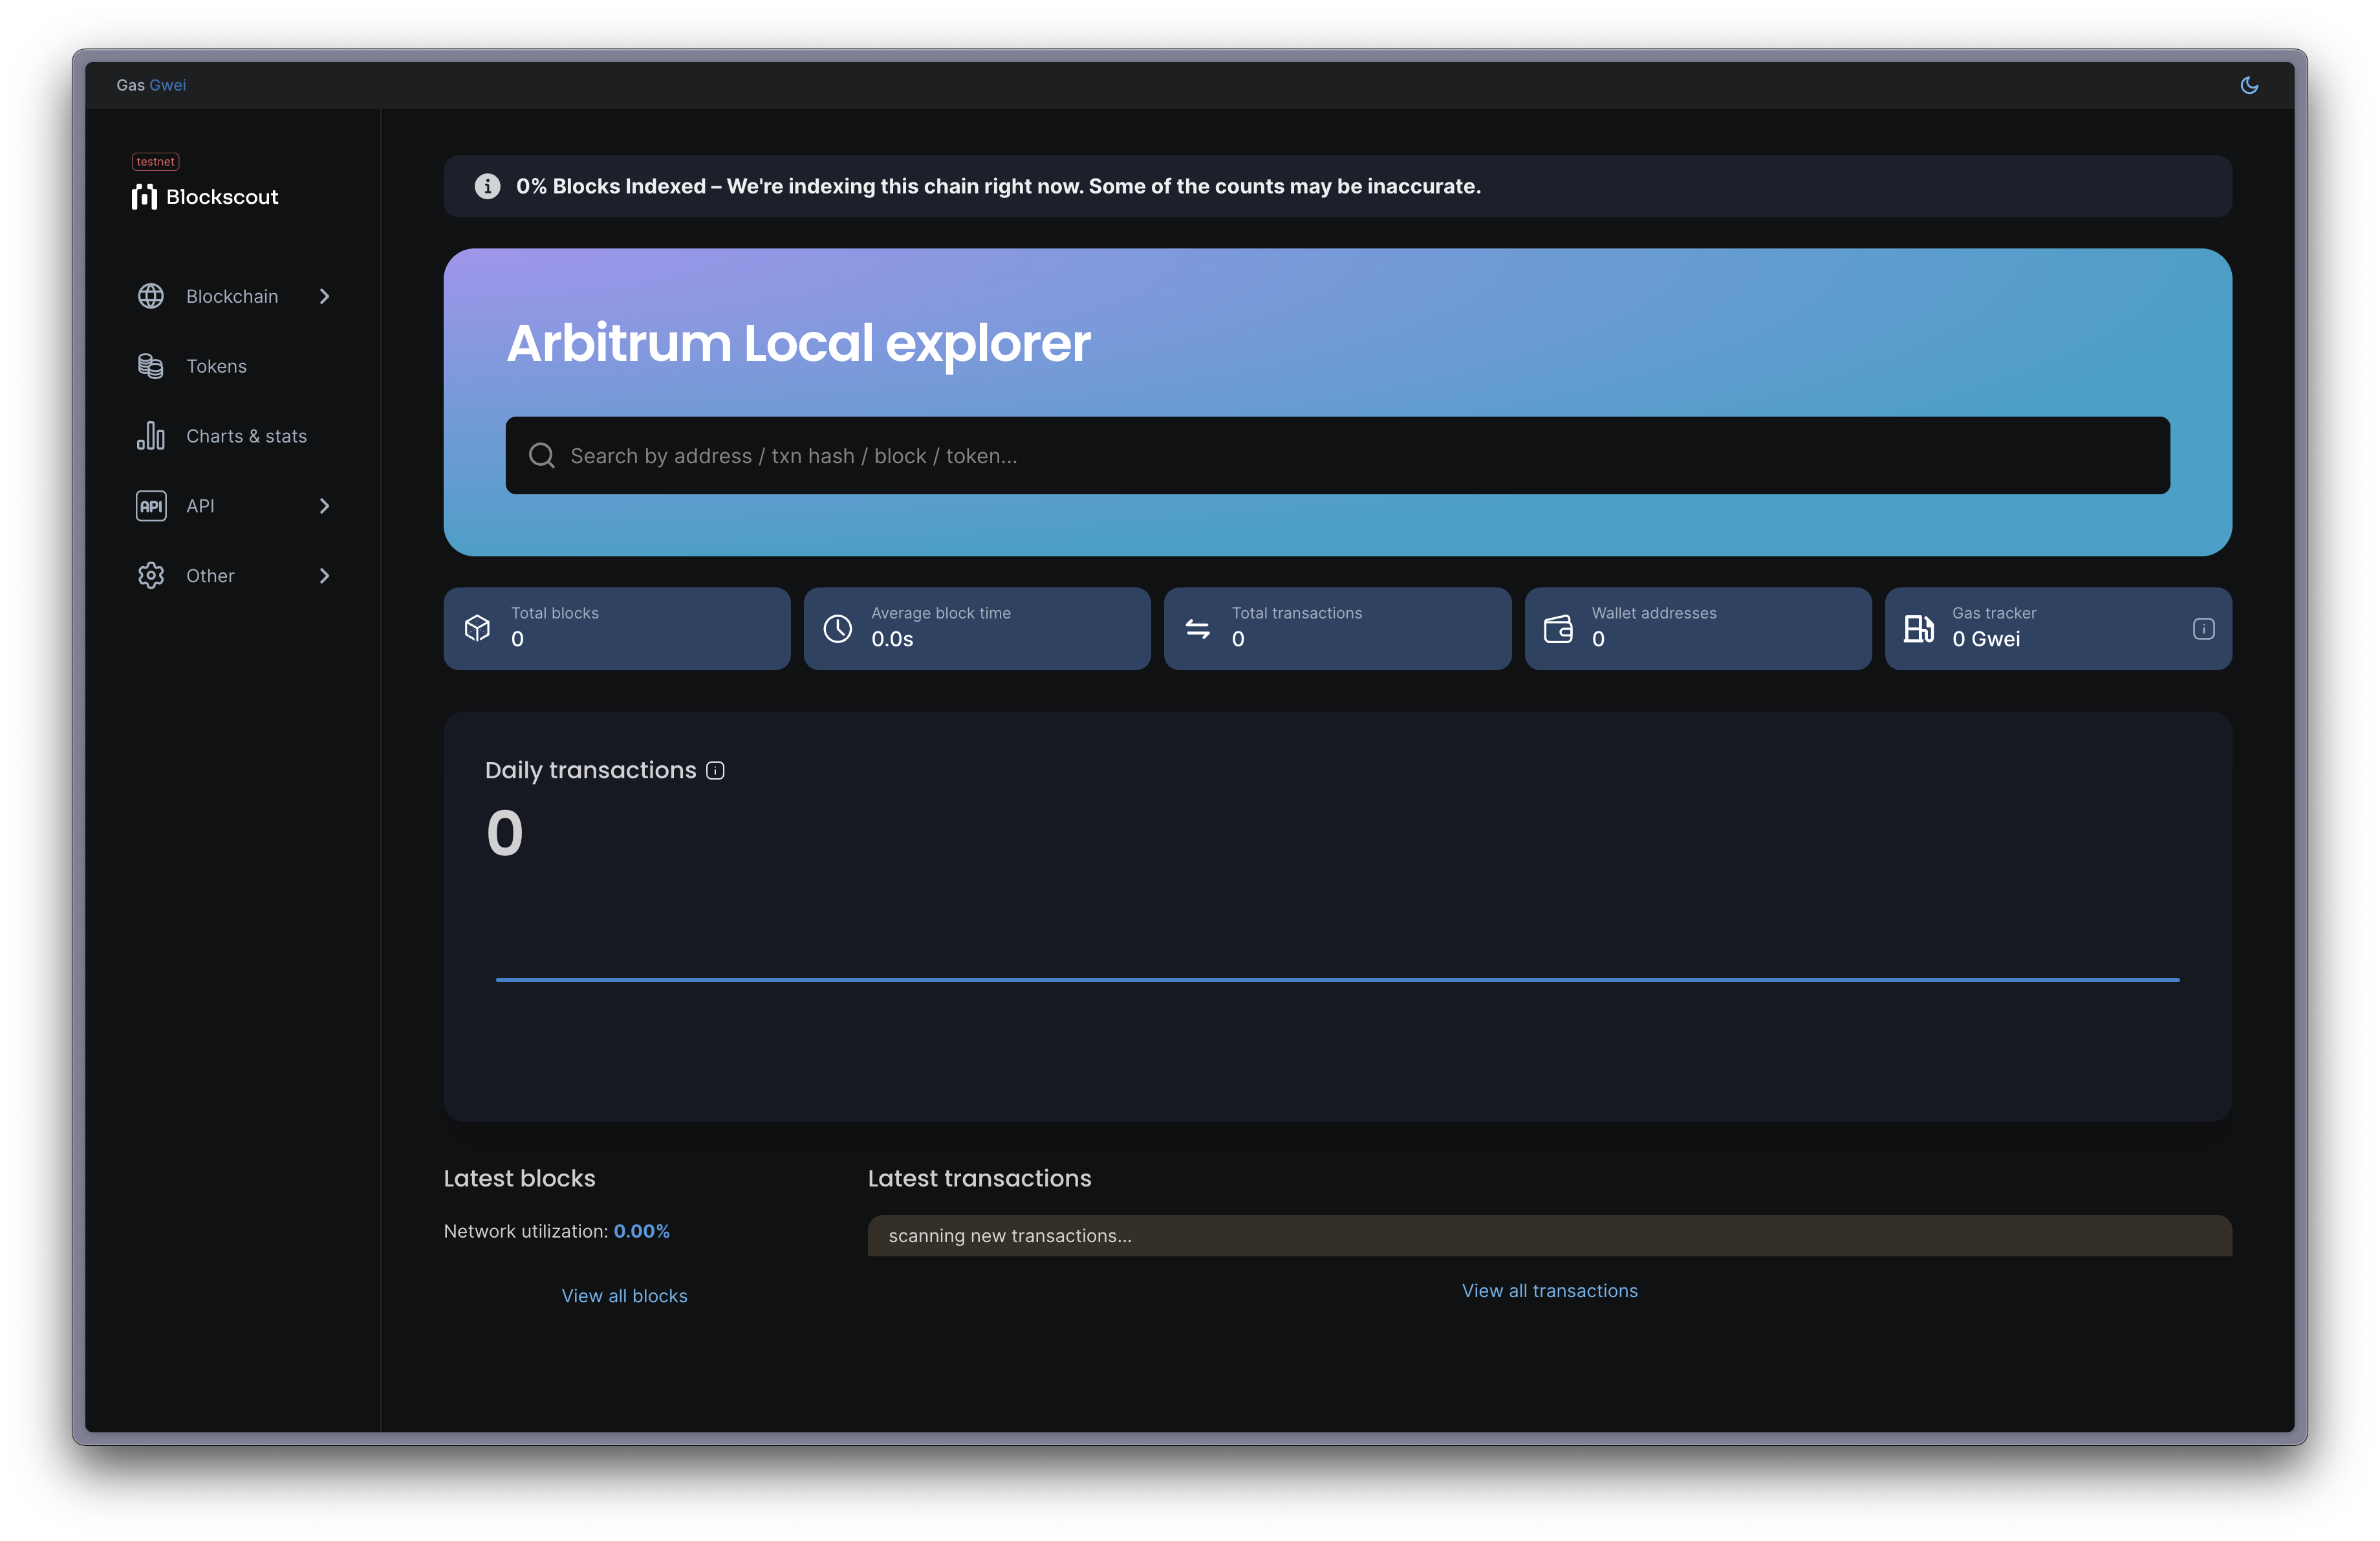 Gas Gwei
testnet
Blockscout
Blockchain
Tokens
Charts & stats
API API
Other
0% Blocks Indexed – We're indexing this chain right now. Some of the counts may be inaccurate.
Arbitrum Local explorer
Search by address / txn hash / block / token...
Total blocks
0
Average block time
0.0s
Total transactions
0
Wallet addresses
0
Gas tracker
0 Gwei
Daily transactions
0
Latest blocks
Network utilization: 0.00%
View all blocks
Latest transactions
scanning new transactions...
View all transactions